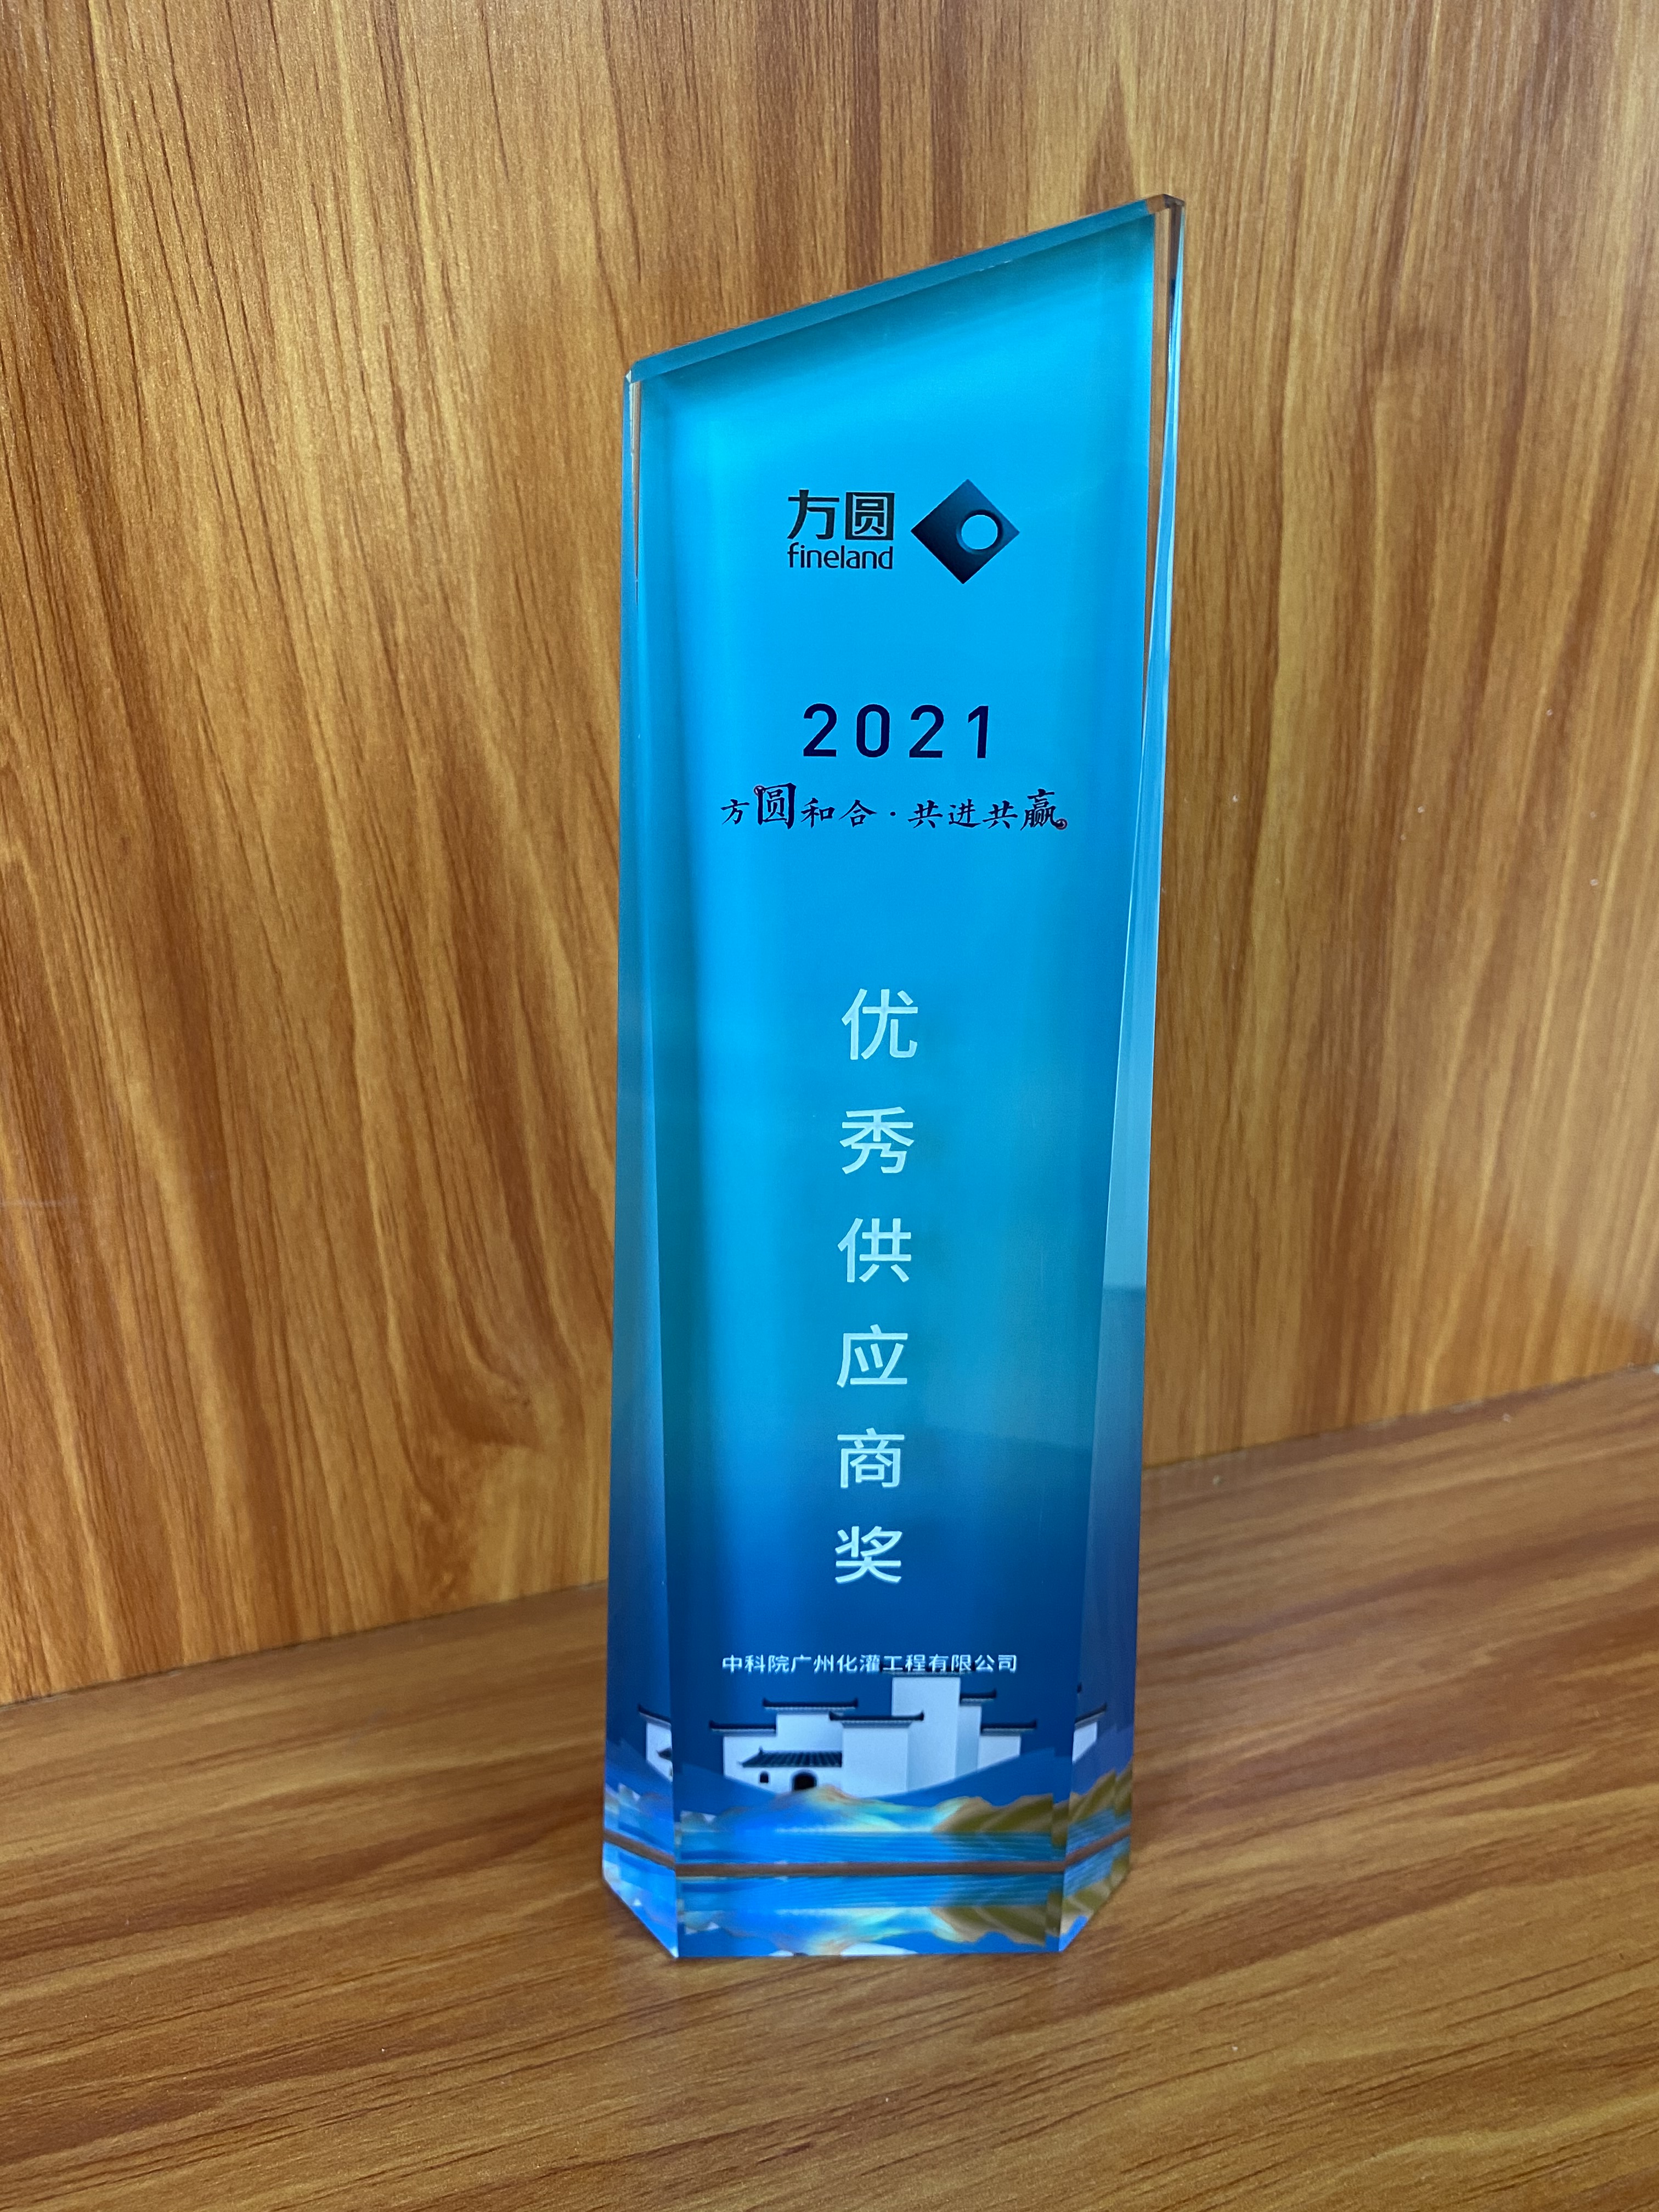 方圆
fineland
2021
方圆和合·共进共赢
优秀供应商奖
中科院广州化灌工程有限公司